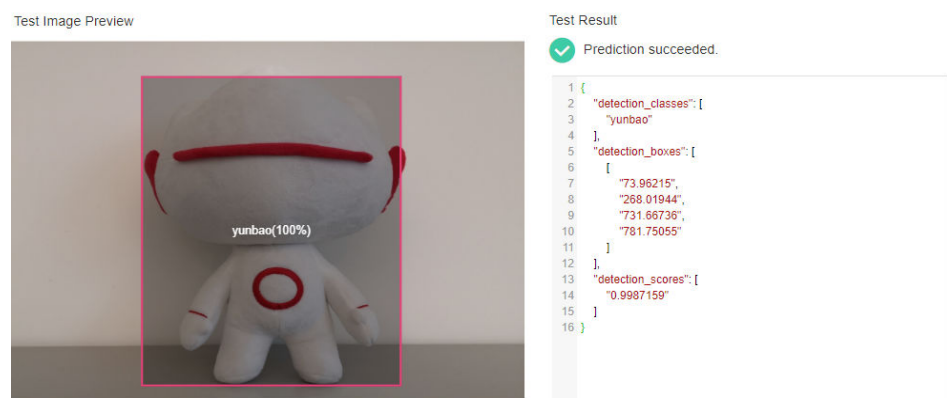 Test Image Preview
yunbao(100%)
Test Result
Prediction succeeded.
1 {
2 "detection_classes": [
3 "yunbao"
4 ],
5 "detection_boxes": [
6 [
7 "73.96215",
8 "268.01944",
9 "731.66736",
10 "781.75055"
11 ]
12 ],
13 "detection_scores": [
14 "0.9987159"
15 ]
16 }